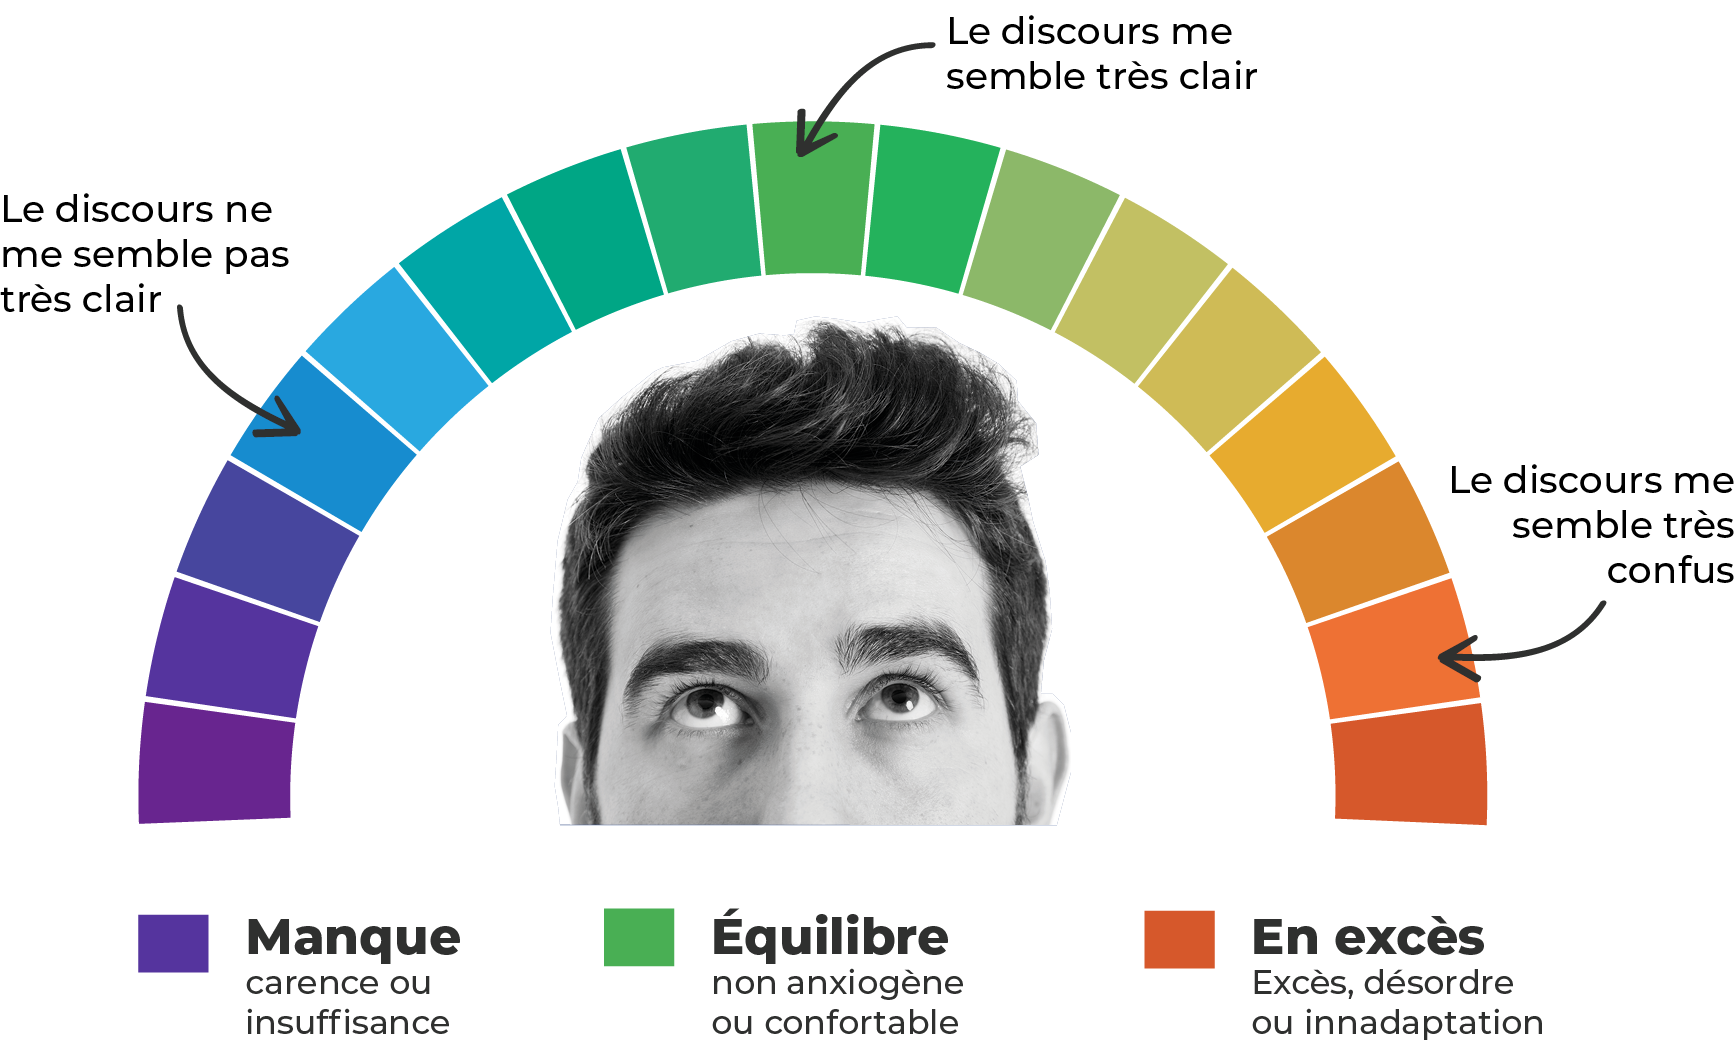 Le discours me
semble très clair
Le discours ne
me semble pas
très clair
Le discours me
semble très
confus
Manque
carence ou
insuffisance
Équilibre
non anxiogène
ou confortable
En excès
Excès, désordre
ou innadaptation